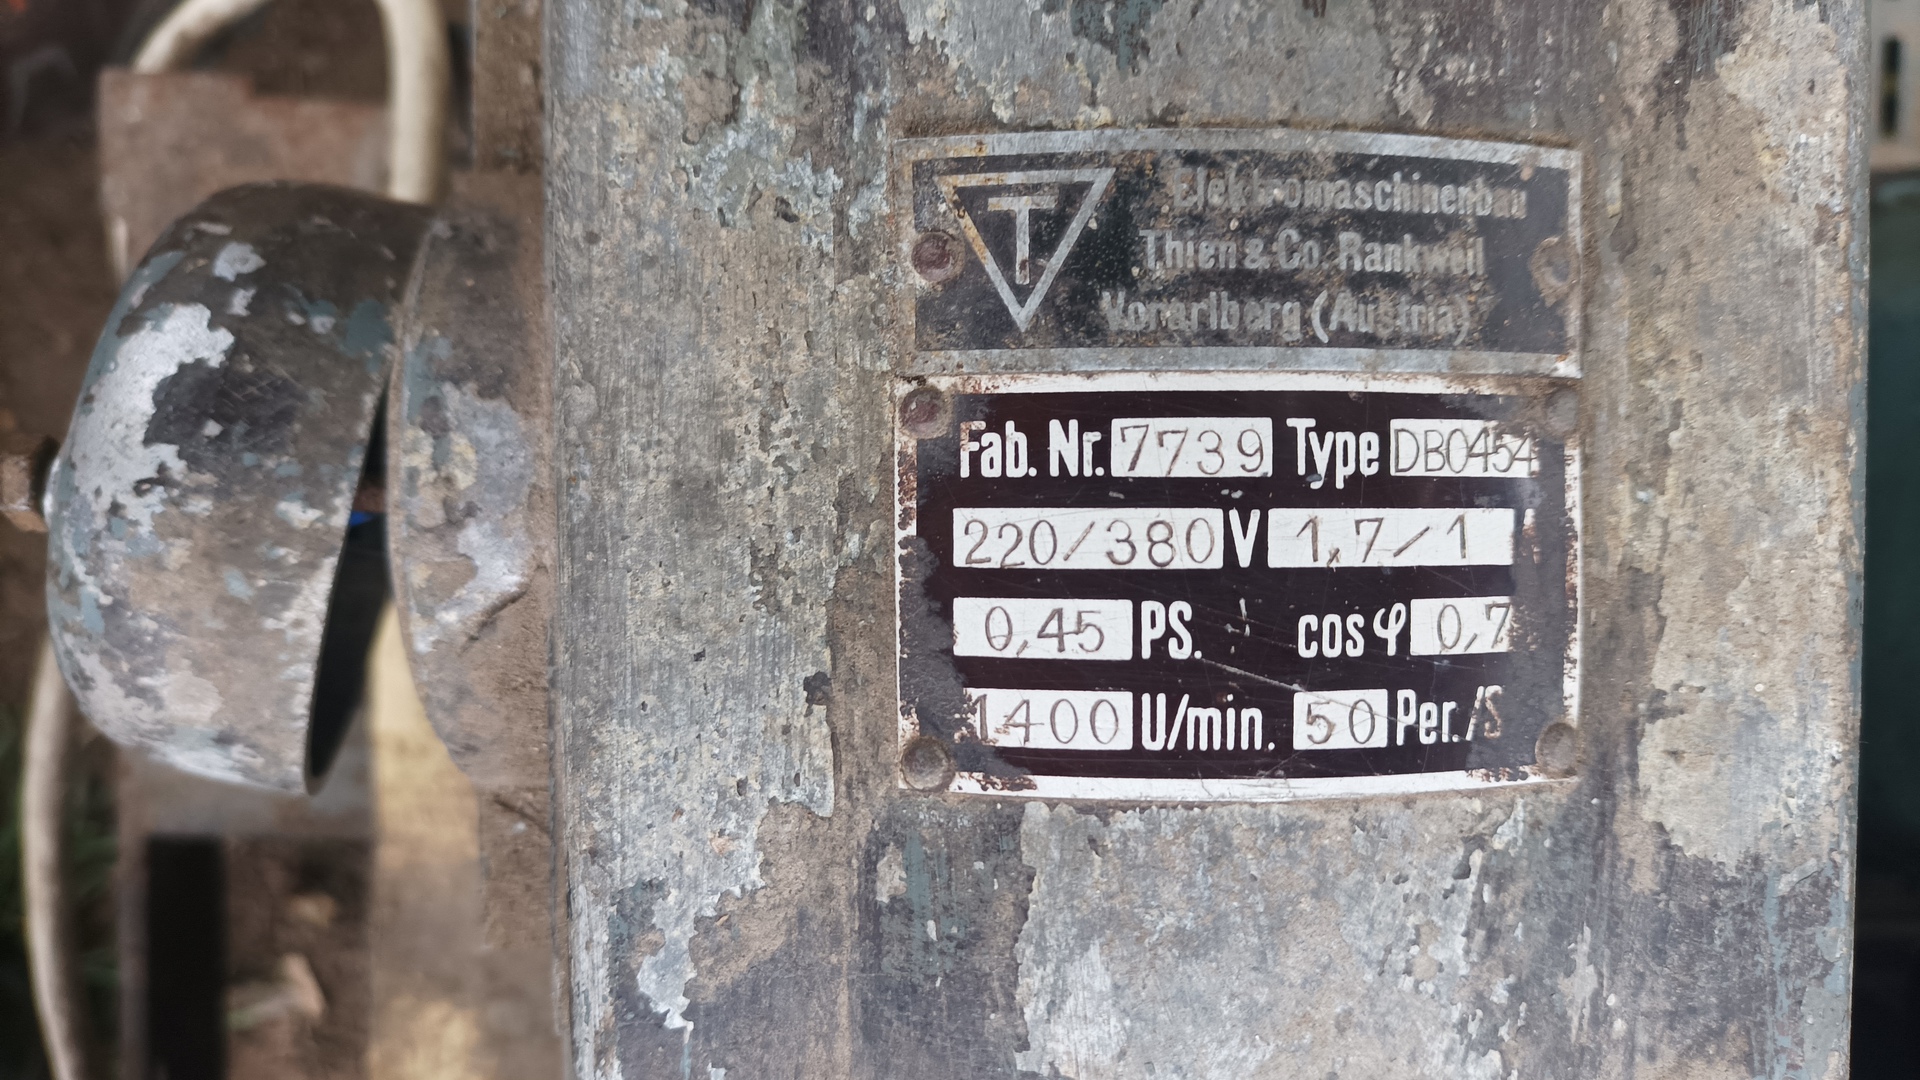 T
Elektromaschinenbau
Thien & Co. Rankweil
Vorarlberg (Austria)
Fab. Nr. 7739 Type DB0454
220/380 V 1,7/1
0,45 PS. cos φ 0,7
1400 U/min. 50 Per./S